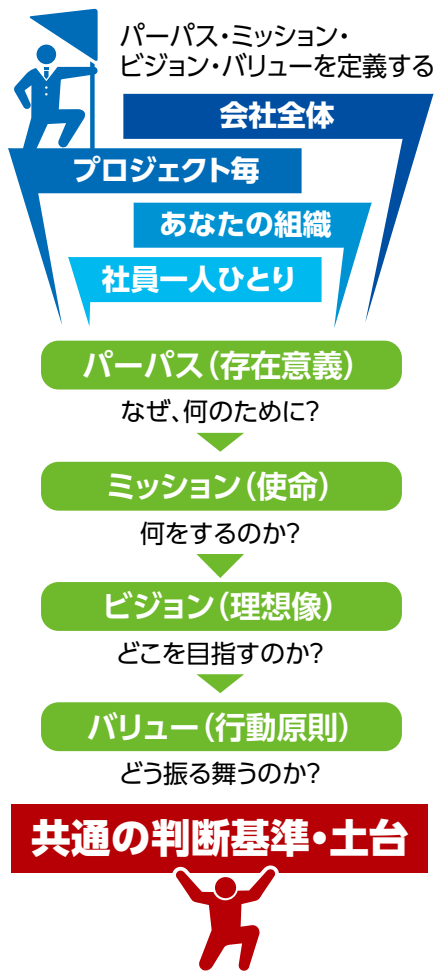 パーパス・ミッション・
ビジョン・バリューを定義する
会社全体
プロジェクト毎
あなたの組織
社員一人ひとり
パーパス（存在意義）
なぜ、何のために?
ミッション（使命）
何をするのか?
ビジョン（理想像）
どこを目指すのか?
バリュー（行動原則）
どう振る舞うのか?
共通の判断基準・土台